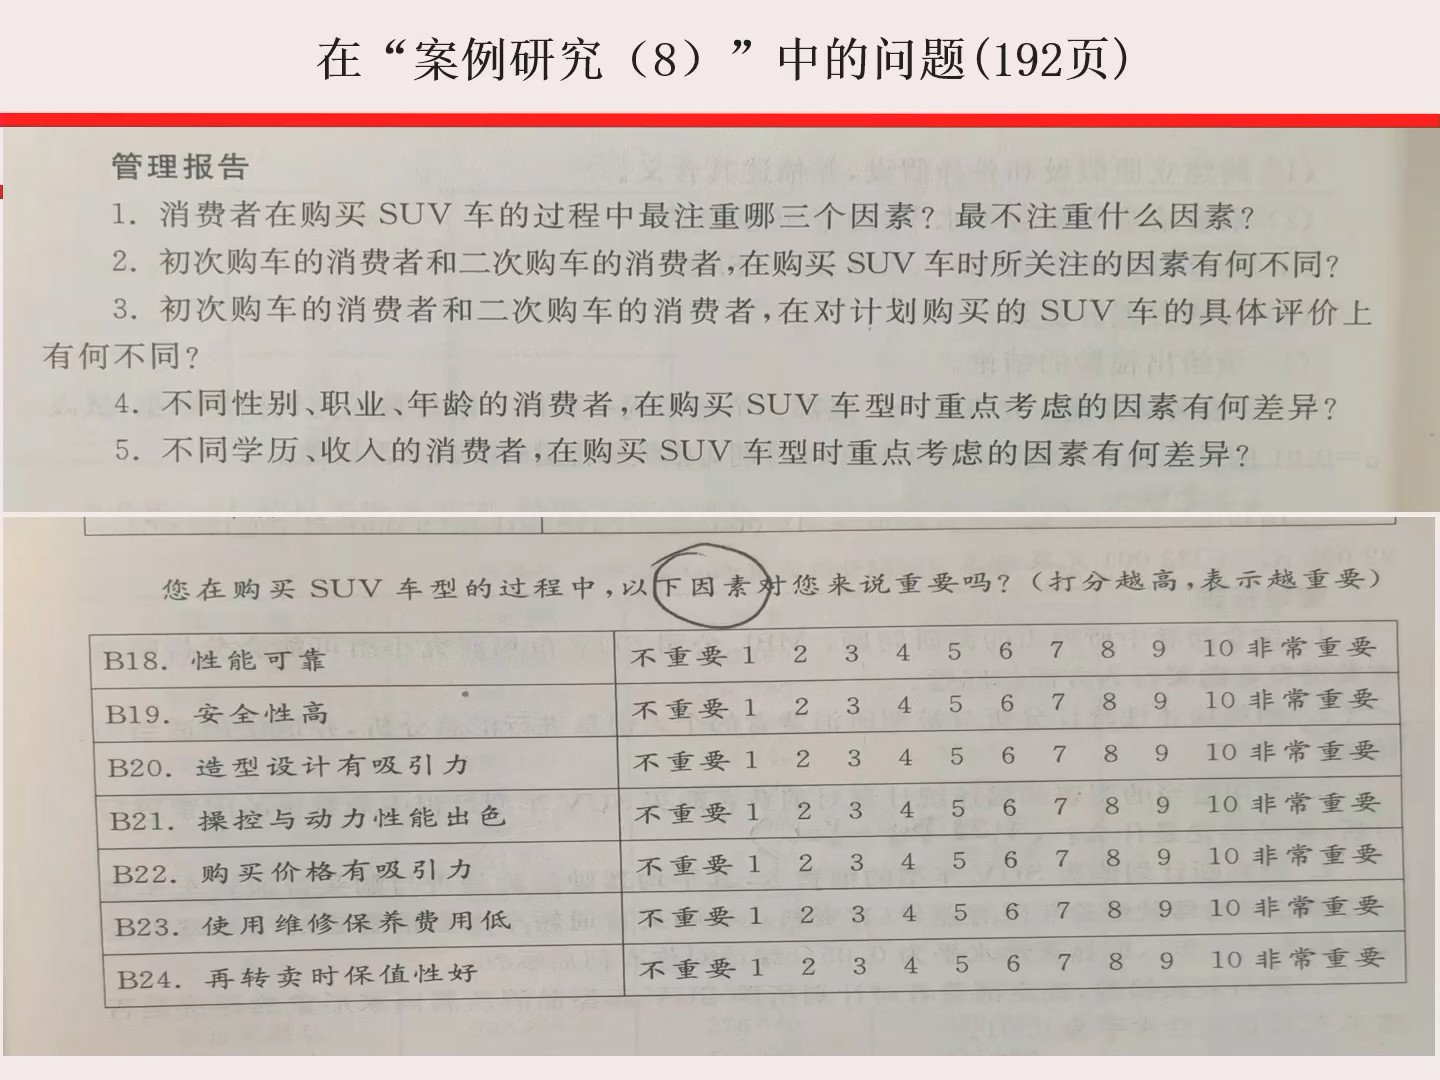 在“案例研究（8）”中的问题(192页)
管理报告
1. 消费者在购买 SUV 车的过程中最注重哪三个因素？最不注重什么因素？
2. 初次购车的消费者和二次购车的消费者,在购买 SUV 车时所关注的因素有何不同？
3. 初次购车的消费者和二次购车的消费者,在对计划购买的 SUV 车的具体评价上
有何不同？
4. 不同性别、职业、年龄的消费者,在购买 SUV 车型时重点考虑的因素有何差异？
5. 不同学历、收入的消费者,在购买 SUV 车型时重点考虑的因素有何差异？
您在购买 SUV 车型的过程中,以下因素对您来说重要吗？（打分越高,表示越重要）
B18. 性能可靠 不重要 1 2 3 4 5 6 7 8 9 10 非常重要
B19. 安全性高 不重要 1 2 3 4 5 6 7 8 9 10 非常重要
B20. 造型设计有吸引力 不重要 1 2 3 4 5 6 7 8 9 10 非常重要
B21. 操控与动力性能出色 不重要 1 2 3 4 5 6 7 8 9 10 非常重要
B22. 购买价格有吸引力 不重要 1 2 3 4 5 6 7 8 9 10 非常重要
B23. 使用维修保养费用低 不重要 1 2 3 4 5 6 7 8 9 10 非常重要
B24. 再转卖时保值性好 不重要 1 2 3 4 5 6 7 8 9 10 非常重要